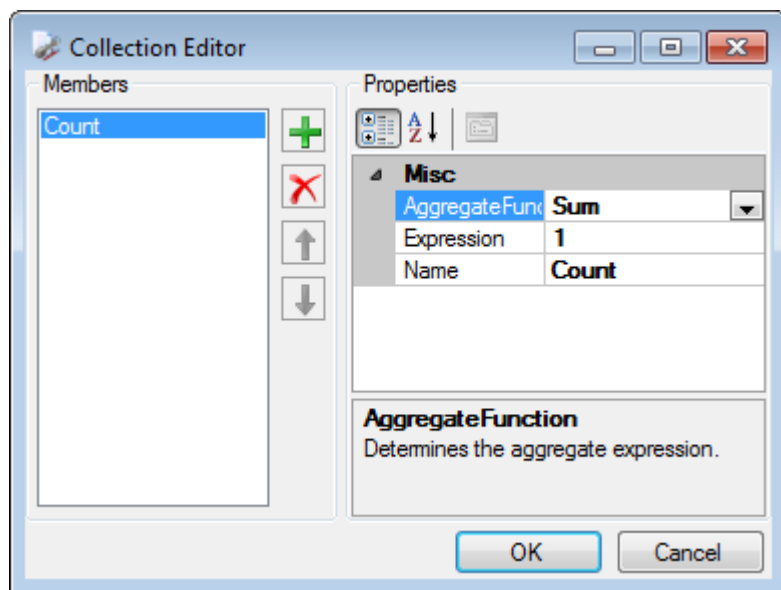 Collection Editor
Members
Properties
Count
A
Z
Misc
AggregateFunc Sum
Expression 1
Name Count
AggregateFunction
Determines the aggregate expression.
OK Cancel